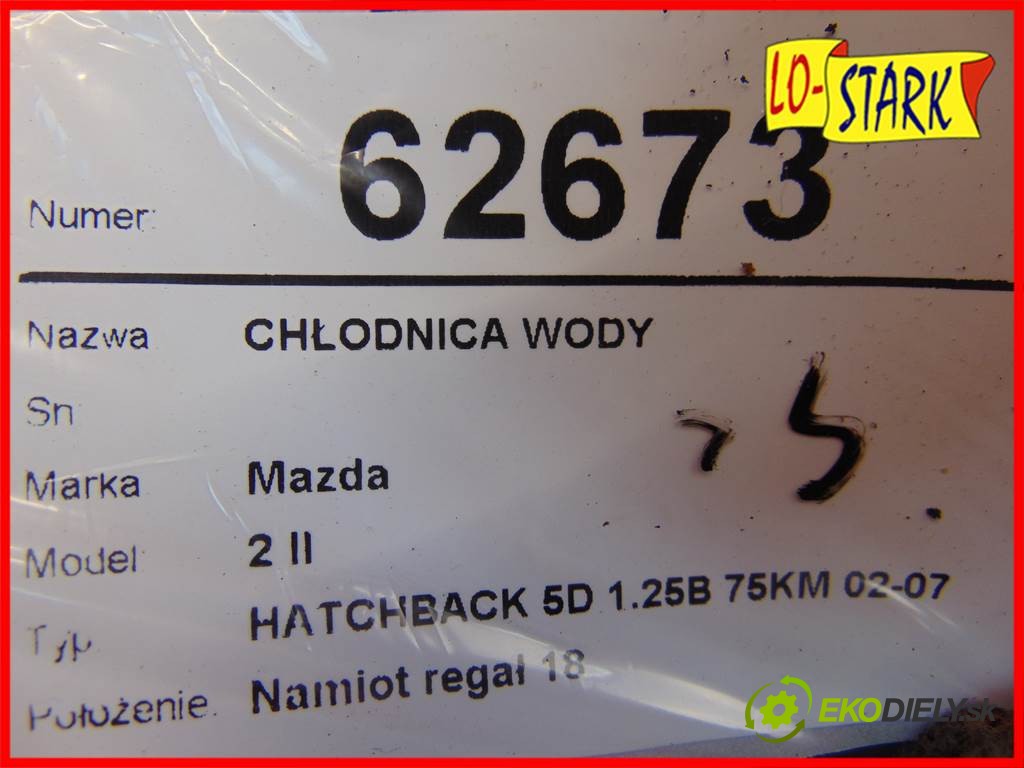 LO-STARK
Numer: 62673
Nazwa CHŁODNICA WODY
Sn
75
Marka Mazda
Model 2 II
Typ HATCHBACK 5D 1.25B 75KM 02-07
Położenie: Namiot regał 18
EKODIELY.SK